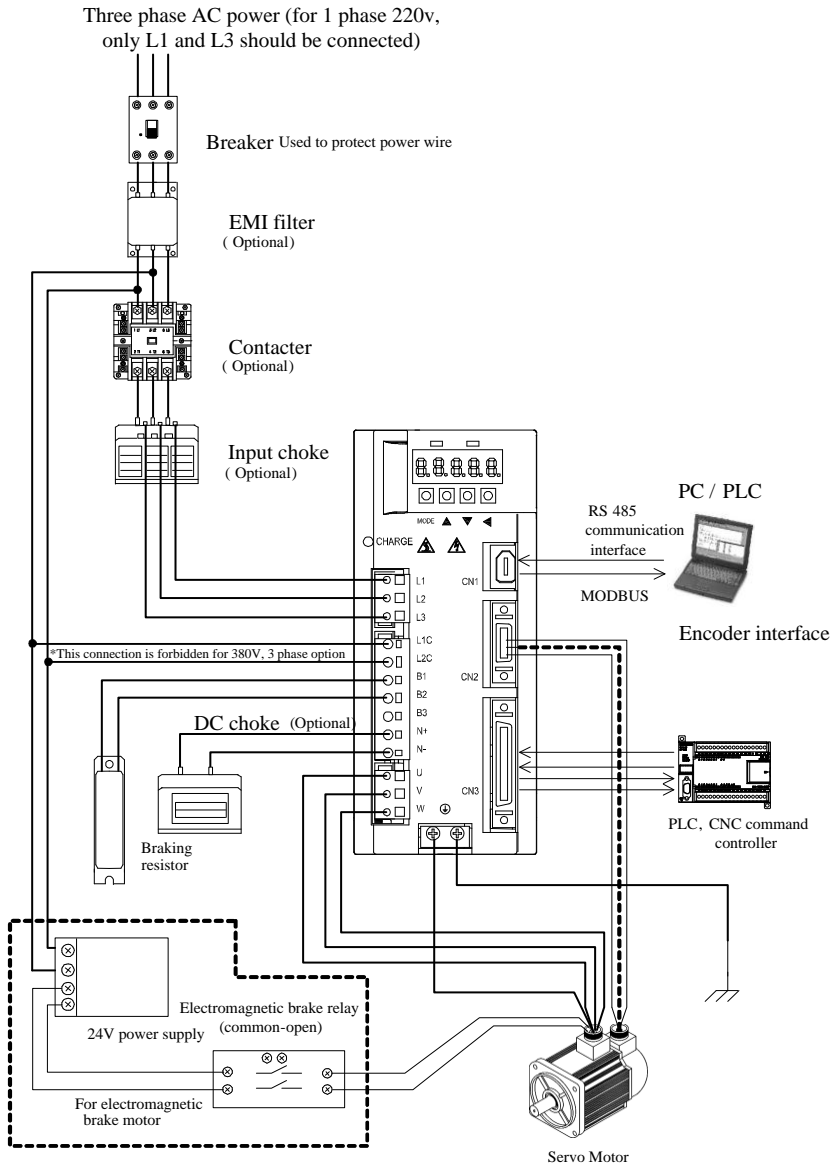 Three phase AC power (for 1 phase 220v,
only L1 and L3 should be connected)
Breaker Used to protect power wire
EMI filter
( Optional)
Contacter
( Optional)
Input choke
( Optional)
MODE
CHARGE
L1
L2
L3
L1C
*This connection is forbidden for 380V, 3 phase option
L2C
B1
B2
B3
DC choke (Optional)
N+
N-
U
V
W
CN1
CN2
CN3
PC / PLC
RS 485
communication
interface
MODBUS
Encoder interface
PLC, CNC command
controller
Braking
resistor
24V power supply
Electromagnetic brake relay
(common-open)
For electromagnetic
brake motor
Servo Motor